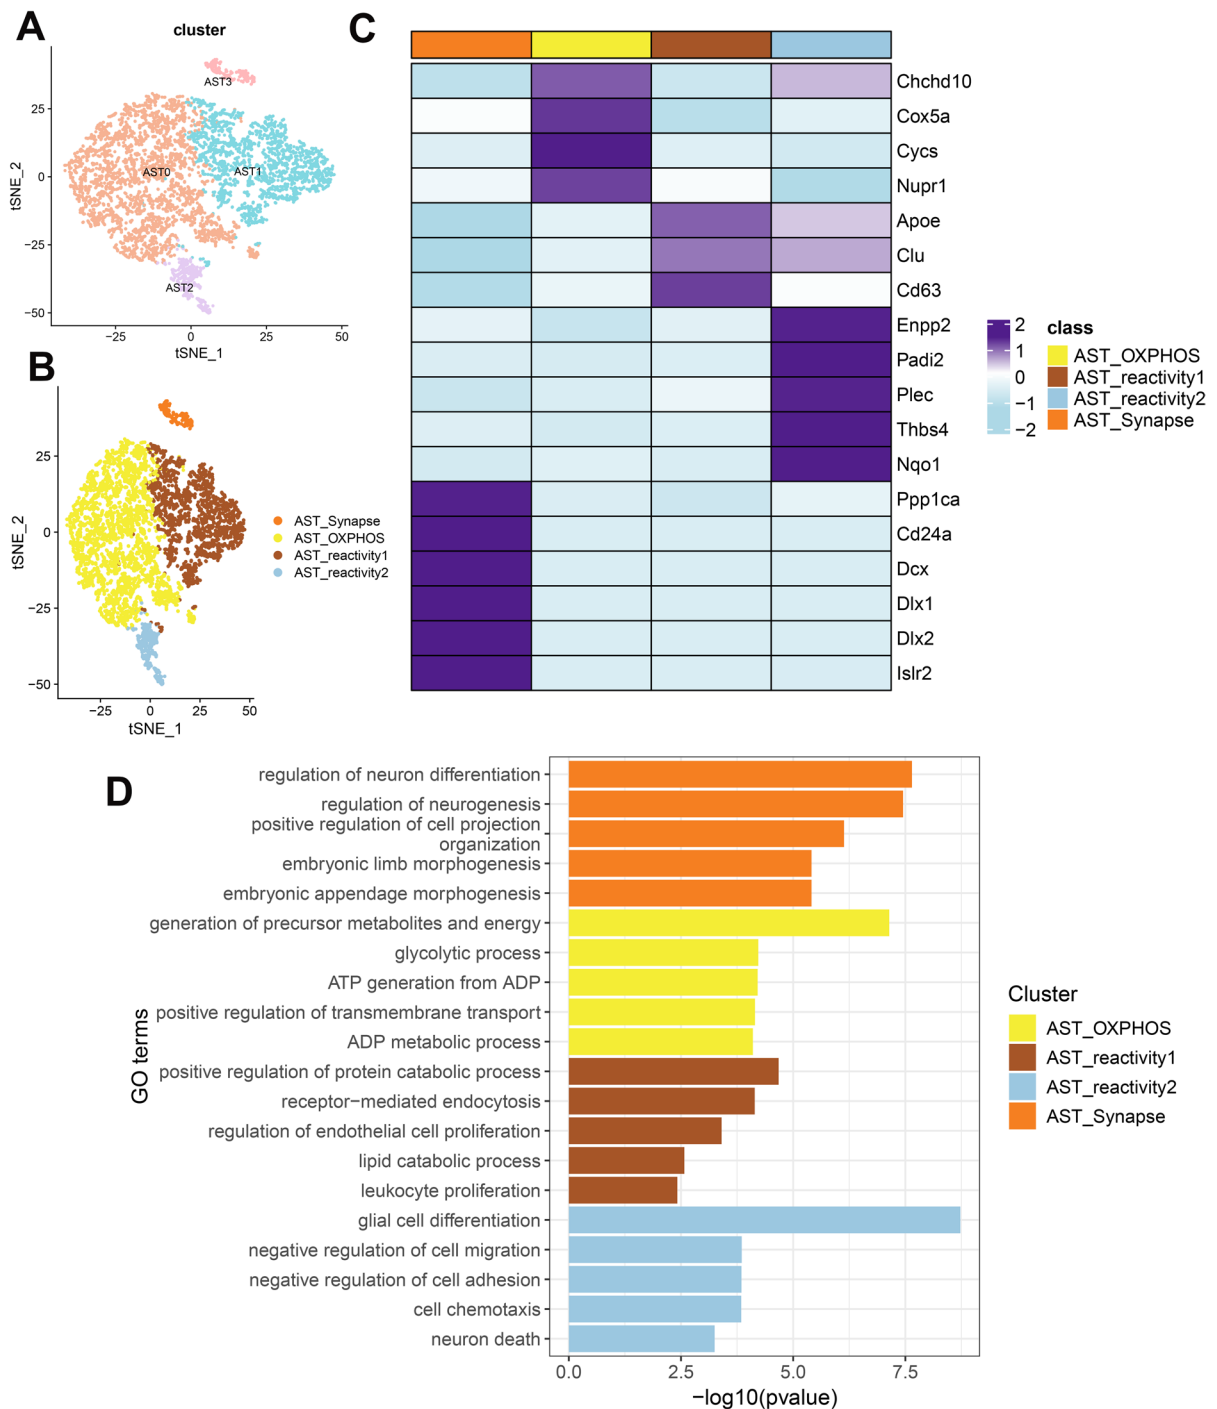 A
cluster
AST3
AST0
AST1
AST2
25
0
−25
−50
tSNE_2
−25
0
25
50
tSNE_1
B
25
0
−25
−50
tSNE_2
−25
0
25
50
tSNE_1
AST_Synapse
AST_OXPHOS
AST_reactivity1
AST_reactivity2
C
Chchd10
Cox5a
Cycs
Nupr1
Apoe
Clu
Cd63
Enpp2
Padi2
Plec
Thbs4
Nqo1
Ppp1ca
Cd24a
Dcx
Dlx1
Dlx2
Islr2
2
1
0
−1
−2
class
AST_OXPHOS
AST_reactivity1
AST_reactivity2
AST_Synapse
D
GO terms
regulation of neuron differentiation
regulation of neurogenesis
positive regulation of cell projection
organization
embryonic limb morphogenesis
embryonic appendage morphogenesis
generation of precursor metabolites and energy
glycolytic process
ATP generation from ADP
positive regulation of transmembrane transport
ADP metabolic process
positive regulation of protein catabolic process
receptor−mediated endocytosis
regulation of endothelial cell proliferation
lipid catabolic process
leukocyte proliferation
glial cell differentiation
negative regulation of cell migration
negative regulation of cell adhesion
cell chemotaxis
neuron death
0.0
2.5
5.0
7.5
−log10(pvalue)
Cluster
AST_OXPHOS
AST_reactivity1
AST_reactivity2
AST_Synapse